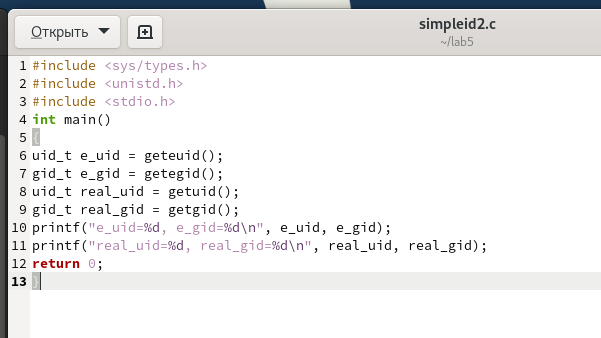 Открыть
simpleid2.c
~/lab5
1 #include <sys/types.h>
2 #include <unistd.h>
3 #include <stdio.h>
4 int main()
5 {
6 uid_t e_uid = geteuid();
7 gid_t e_gid = getegid();
8 uid_t real_uid = getuid();
9 gid_t real_gid = getgid();
10 printf("e_uid=%d, e_gid=%d\n", e_uid, e_gid);
11 printf("real_uid=%d, real_gid=%d\n", real_uid, real_gid);
12 return 0;
13 }